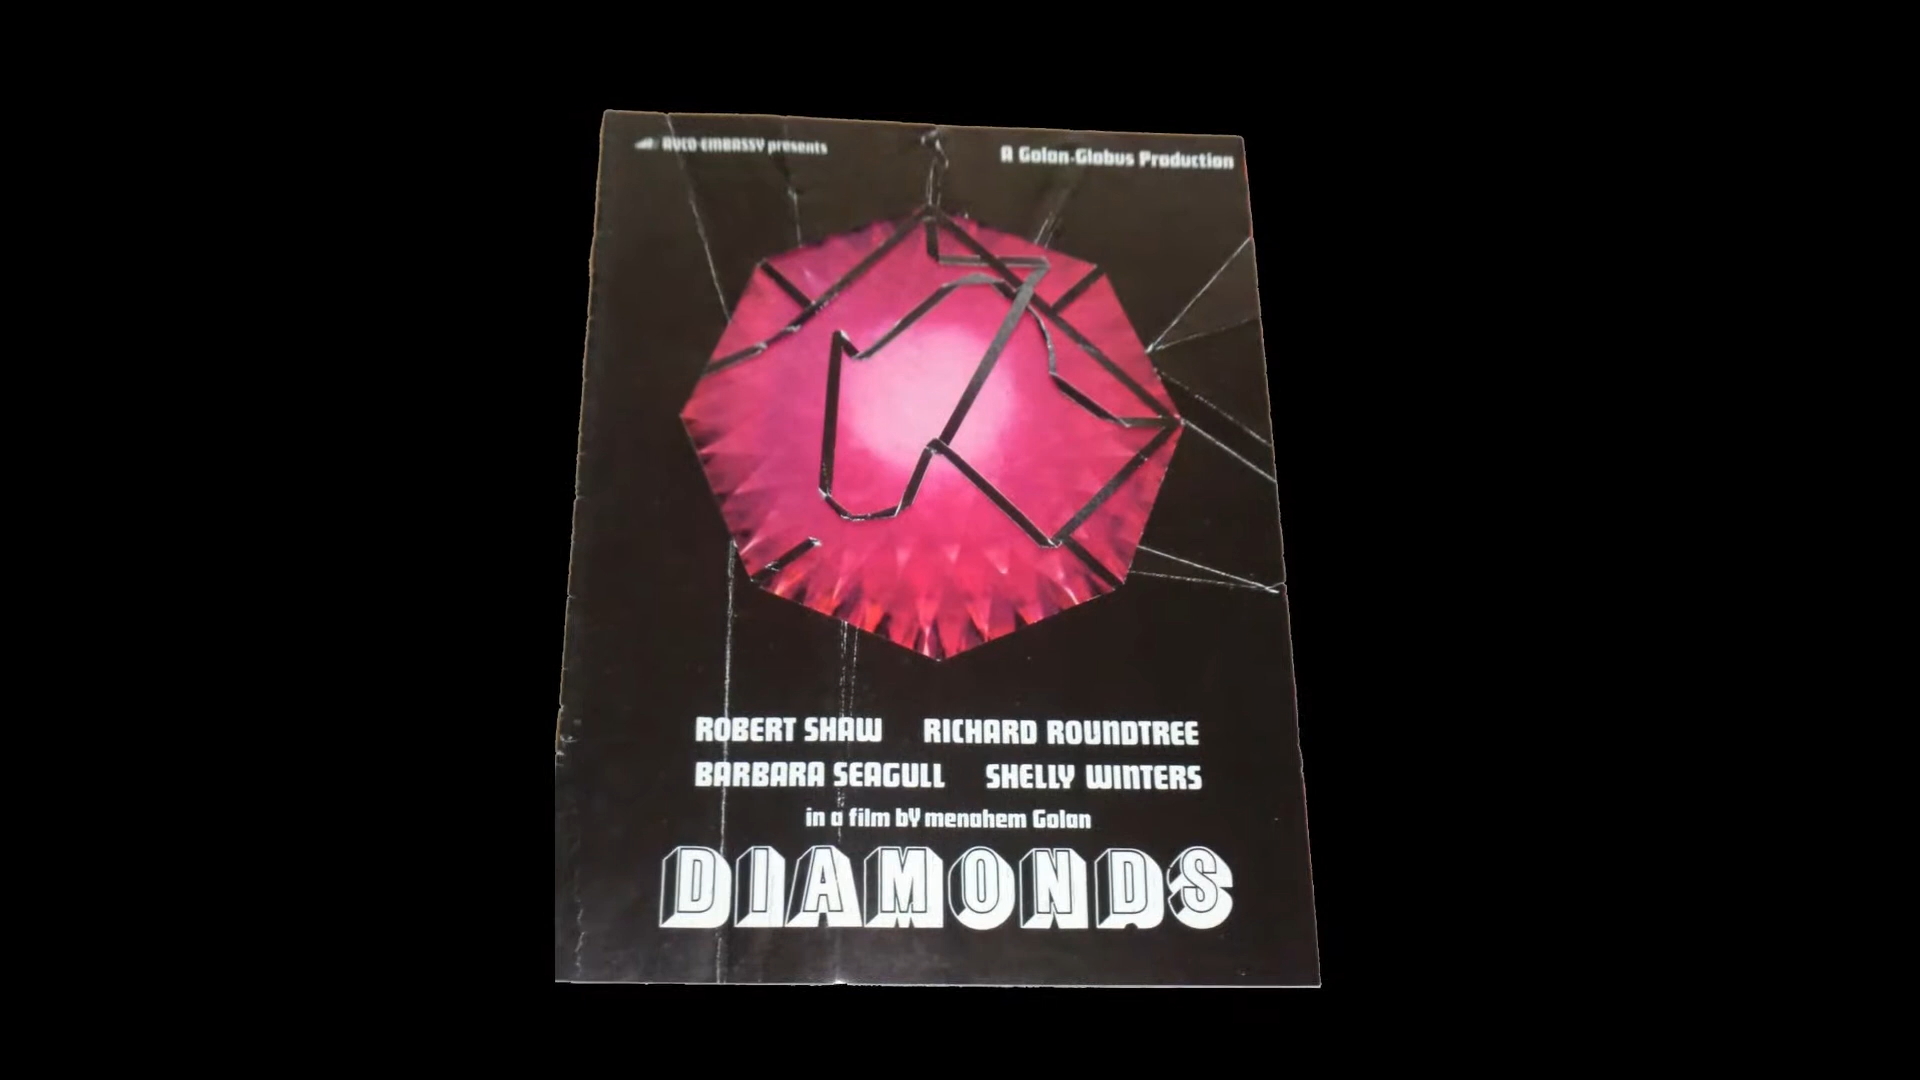 AVCO EMBASSY presents
A Golan-Globus Production
ROBERT SHAW RICHARD ROUNDTREE
BARBARA SEAGULL SHELLY WINTERS
in a film bY menahem Golan
DIAMONDS